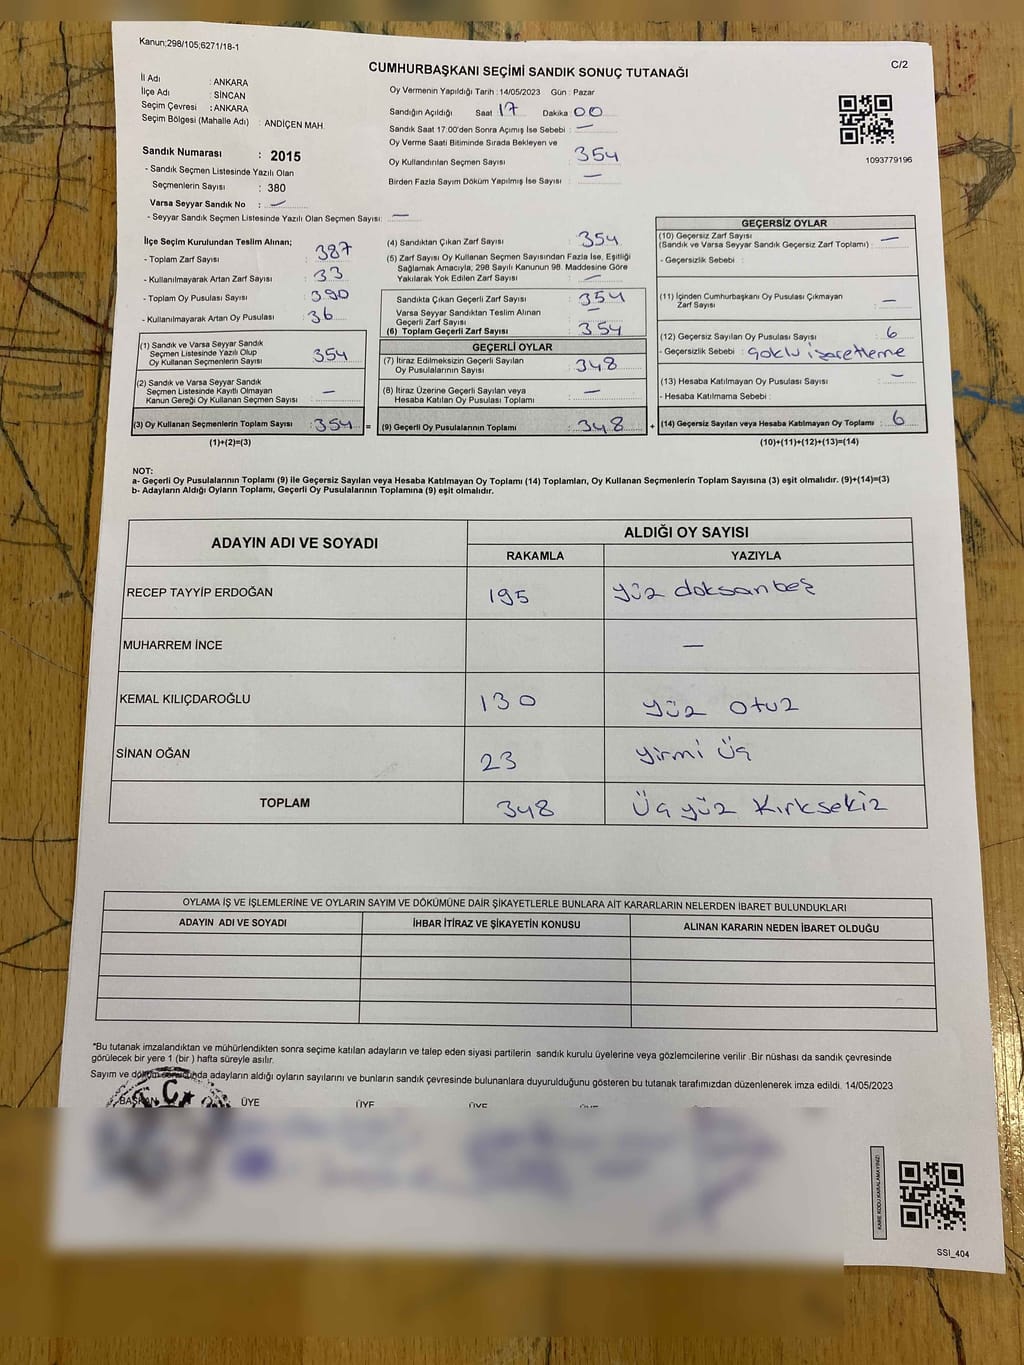 Kanun;298/105;6271/18-1
C/2
CUMHURBAŞKANI SEÇİMİ SANDIK SONUÇ TUTANAĞI
İl Adı : ANKARA
İlçe Adı : SİNCAN
Seçim Çevresi : ANKARA
Seçim Bölgesi (Mahalle Adı) : ANDİÇEN MAH.
Sandık Numarası : 2015
- Sandık Seçmen Listesinde Yazılı Olan
Seçmenlerin Sayısı : 380
Varsa Seyyar Sandık No : —
- Seyyar Sandık Seçmen Listesinde Yazılı Olan Seçmen Sayısı: —
Oy Vermenin Yapıldığı Tarih : 14/05/2023 Gün : Pazar
Sandığın Açıldığı Saat 17 Dakika : 00
Sandık Saat 17:00'den Sonra Açımış İse Sebebi : —
Oy Verme Saati Bitiminde Sırada Bekleyen ve
Oy Kullandırılan Seçmen Sayısı : 354
Birden Fazla Sayım Döküm Yapılmış İse Sayısı : —
1093779196
İlçe Seçim Kurulundan Teslim Alınan;
- Toplam Zarf Sayısı : 387
- Kullanılmayarak Artan Zarf Sayısı : 33
- Toplam Oy Pusulası Sayısı : 390
- Kullanılmayarak Artan Oy Pusulası : 36
(1) Sandık ve Varsa Seyyar Sandık
Seçmen Listesinde Yazılı Olup
Oy Kullanan Seçmenlerin Sayısı : 354
(2) Sandık ve Varsa Seyyar Sandık
Seçmen Listesinde Kayıtlı Olmayan
Kanun Gereği Oy Kullanan Seçmen Sayısı : —
(3) Oy Kullanan Seçmenlerin Toplam Sayısı : 354 =
(1)+(2)=(3)
(4) Sandıktan Çıkan Zarf Sayısı : 354
(5) Zarf Sayısı Oy Kullanan Seçmen Sayısından Fazla İse, Eşitliği
Sağlamak Amacıyla; 298 Sayılı Kanunun 98. Maddesine Göre
Yakılarak Yok Edilen Zarf Sayısı : —
Sandıkta Çıkan Geçerli Zarf Sayısı : 354
Varsa Seyyar Sandıktan Teslim Alınan
Geçerli Zarf Sayısı : —
(6) Toplam Geçerli Zarf Sayısı : 354
GEÇERLİ OYLAR
(7) İtiraz Edilmeksizin Geçerli Sayılan
Oy Pusulalarının Sayısı : 348
(8) İtiraz Üzerine Geçerli Sayılan veya
Hesaba Katılan Oy Pusulası Toplamı : —
(9) Geçerli Oy Pusulalarının Toplamı : 348 +
GEÇERSİZ OYLAR
(10) Geçersiz Zarf Sayısı
(Sandık ve Varsa Seyyar Sandık Geçersiz Zarf Toplamı) : —
- Geçersizlik Sebebi :
(11) İçinden Cumhurbaşkanı Oy Pusulası Çıkmayan
Zarf Sayısı : —
(12) Geçersiz Sayılan Oy Pusulası Sayısı : 6
- Geçersizlik Sebebi : çoklu işaretleme
(13) Hesaba Katılmayan Oy Pusulası Sayısı : —
- Hesaba Katılmama Sebebi :
(14) Geçersiz Sayılan veya Hesaba Katılmayan Oy Toplamı : 6
(10)+(11)+(12)+(13)=(14)
NOT:
a- Geçerli Oy Pusulalarının Toplamı (9) ile Geçersiz Sayılan veya Hesaba Katılmayan Oy Toplamı (14) Toplamları, Oy Kullanan Seçmenlerin Toplam Sayısına (3) eşit olmalıdır. (9)+(14)=(3)
b- Adayların Aldığı Oyların Toplamı, Geçerli Oy Pusulalarının Toplamına (9) eşit olmalıdır.
ADAYIN ADI VE SOYADI
ALDIĞI OY SAYISI
RAKAMLA YAZIYLA
RECEP TAYYİP ERDOĞAN 195 yüz doksanbeş
MUHARREM İNCE —
KEMAL KILIÇDAROĞLU 130 yüz otuz
SİNAN OĞAN 23 yirmi üç
TOPLAM 348 Üç yüz Kırksekiz
OYLAMA İŞ VE İŞLEMLERİNE VE OYLARIN SAYIM VE DÖKÜMÜNE DAİR ŞİKAYETLERLE BUNLARA AİT KARARLARIN NELERDEN İBARET BULUNDUKLARI
ADAYIN ADI VE SOYADI İHBAR İTİRAZ VE ŞİKAYETİN KONUSU ALINAN KARARIN NEDEN İBARET OLDUĞU
"Bu tutanak imzalandıktan ve mühürlendikten sonra seçime katılan adayların ve talep eden siyasi partilerin sandık kurulu üyelerine veya gözlemcilerine verilir .Bir nüshası da sandık çevresinde
görülecek bir yere 1 (bir ) hafta süreyle asılır.
Sayım ve döküm sonucunda adayların aldığı oyların sayılarını ve bunların sandık çevresinde bulunanlara duyurulduğunu gösteren bu tutanak tarafımızdan düzenlenerek imza edildi. 14/05/2023
BAŞKAN ÜYE ÜYE ÜYE ÜYE
KARE KODU KARALAMAYINIZ!
SSI_404